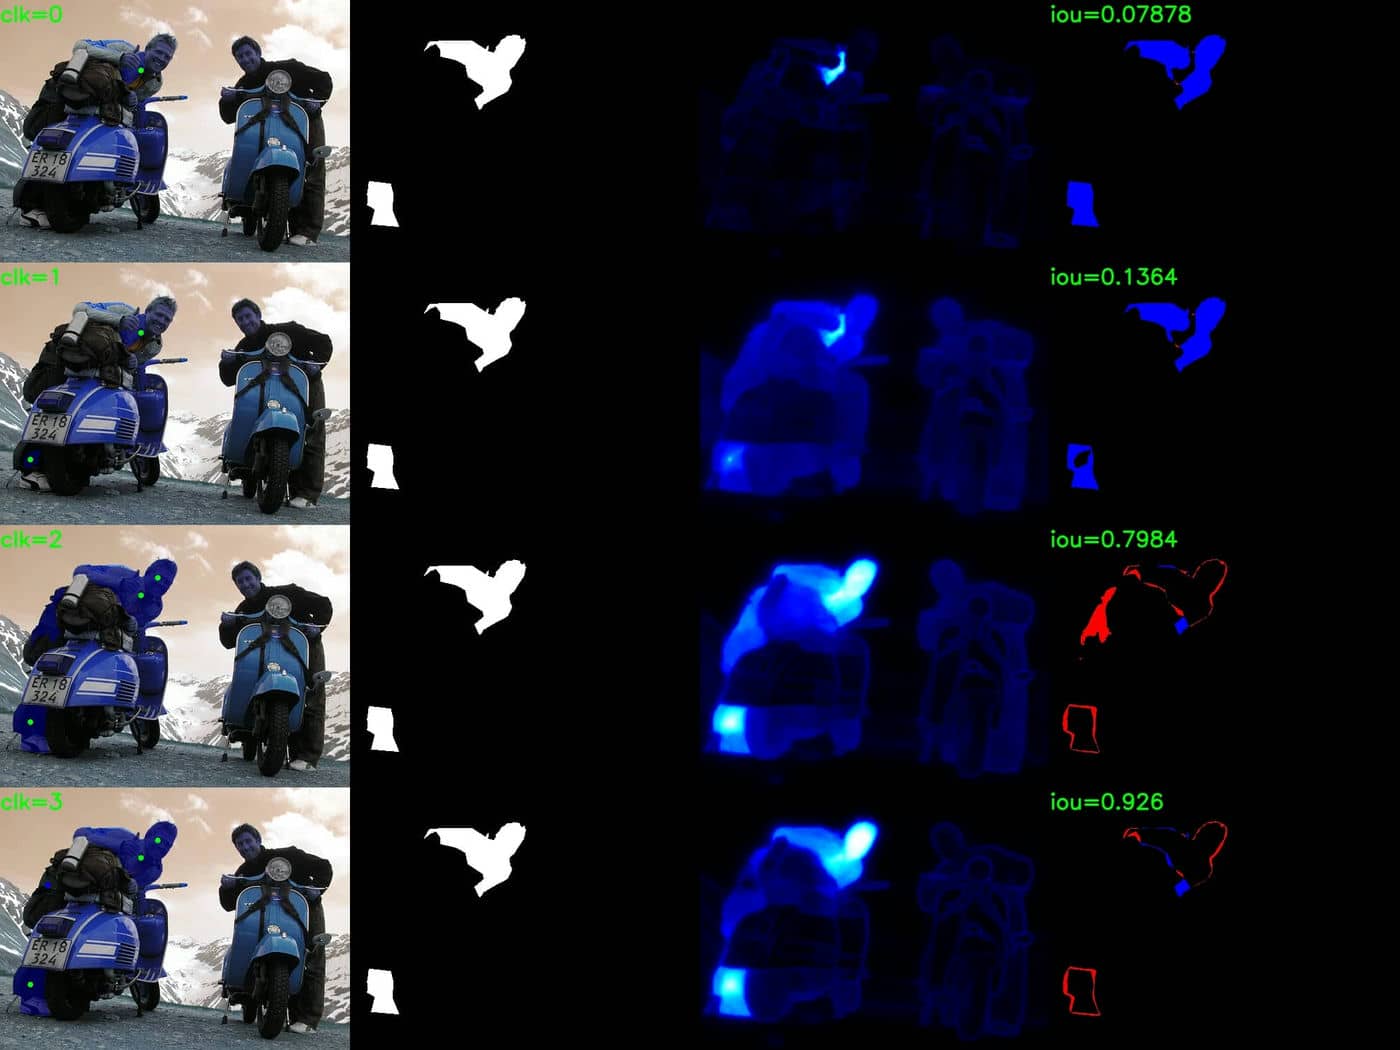 clk=0
iou=0.07878
ER 18
324
clk=1
iou=0.1364
ER 18
324
clk=2
iou=0.7984
ER 18
324
clk=3
iou=0.926
ER 18
324